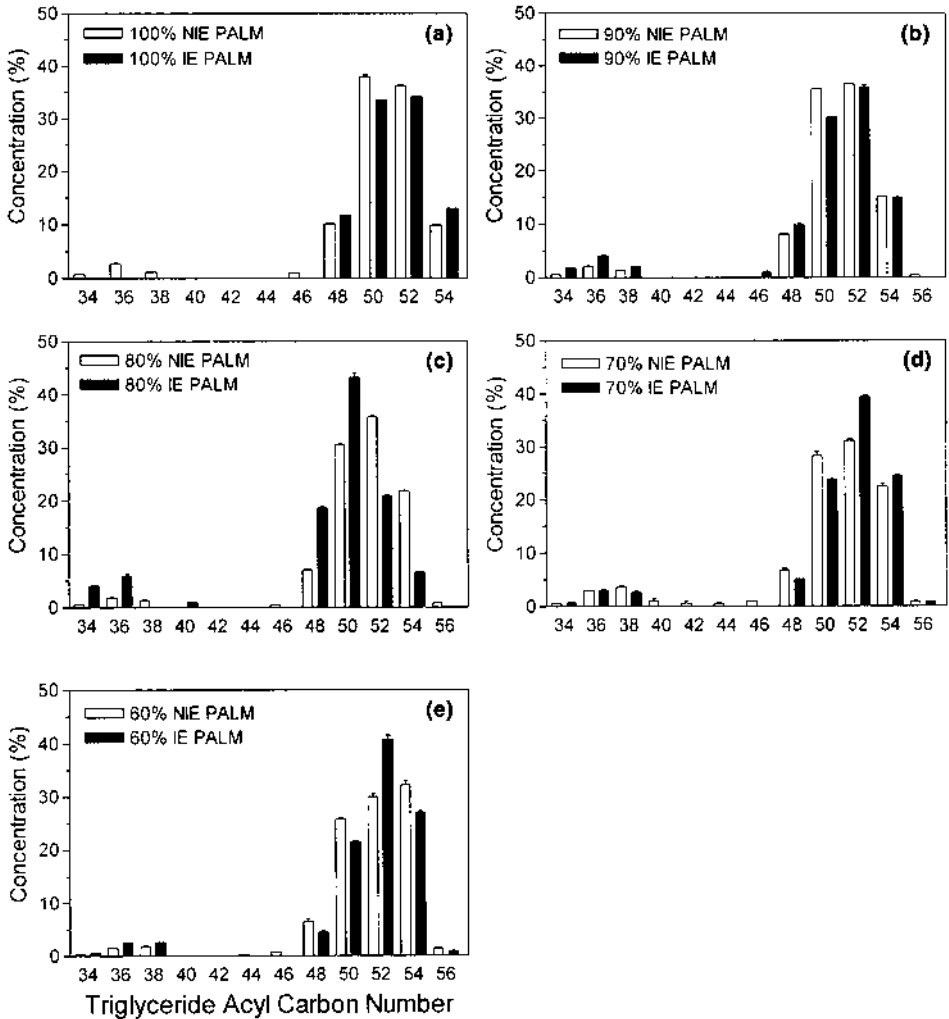 Concentration (%)
50
40
30
20
10
0
100% NIE PALM
100% IE PALM
(a)
34 36 38 40 42 44 46 48 50 52 54
Concentration (%)
50
40
30
20
10
0
90% NIE PALM
90% IE PALM
(b)
34 36 38 40 42 44 46 48 50 52 54 56
Concentration (%)
50
40
30
20
10
0
80% NIE PALM
80% IE PALM
(c)
34 36 38 40 42 44 46 48 50 52 54 56
Concentration (%)
50
40
30
20
10
0
70% NIE PALM
70% IE PALM
(d)
34 36 38 40 42 44 46 48 50 52 54 56
Concentration (%)
50
40
30
20
10
0
60% NIE PALM
60% IE PALM
(e)
34 36 38 40 42 44 46 48 50 52 54 56
Triglyceride Acyl Carbon Number